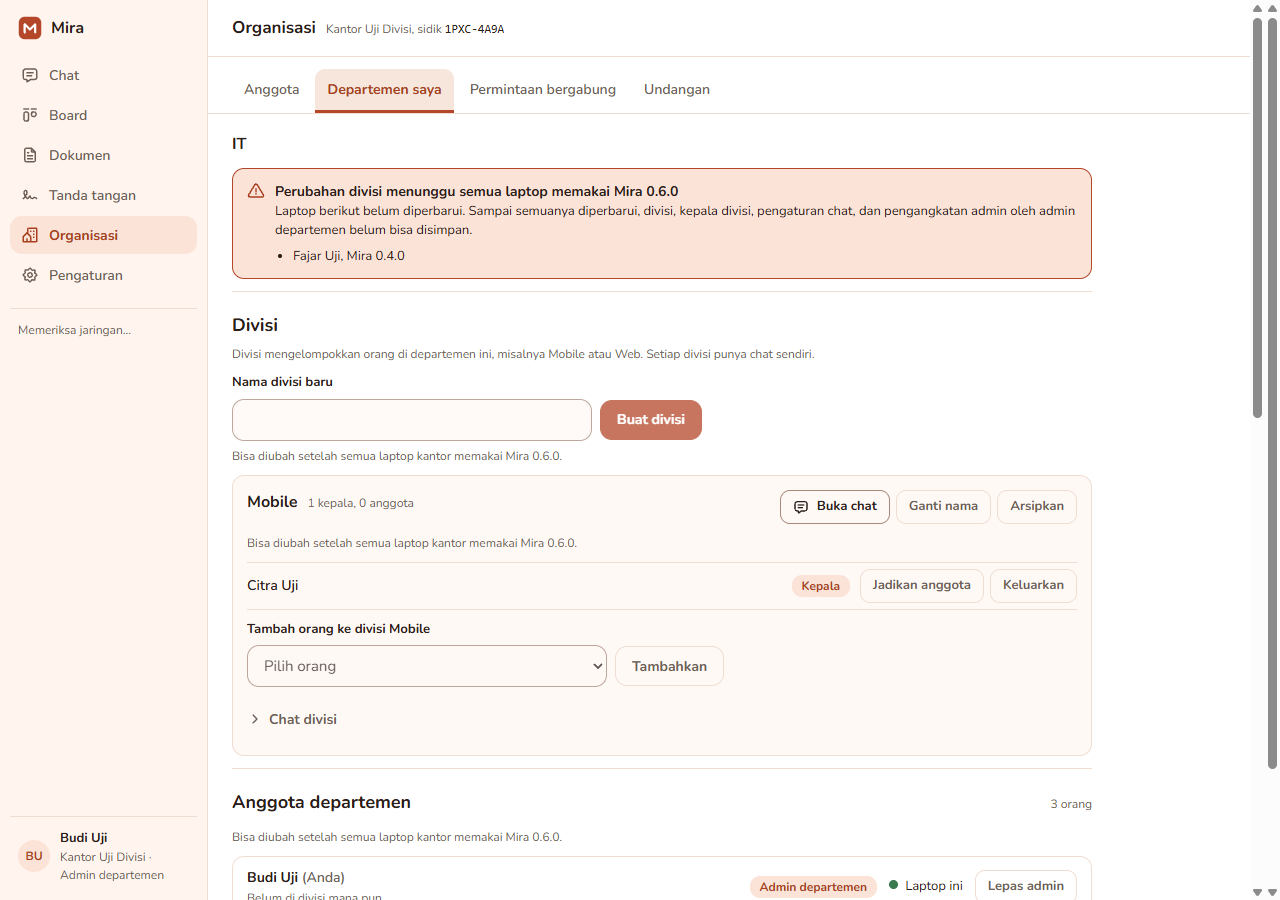 Mira
Chat
Board
Dokumen
Tanda tangan
Organisasi
Pengaturan
Memeriksa jaringan...
BU
Budi Uji
Kantor Uji Divisi ·
Admin departemen
Organisasi Kantor Uji Divisi, sidik 1PXC-4A9A
Anggota Departemen saya Permintaan bergabung Undangan
IT
Perubahan divisi menunggu semua laptop memakai Mira 0.6.0
Laptop berikut belum diperbarui. Sampai semuanya diperbarui, divisi, kepala divisi, pengaturan chat, dan pengangkatan admin oleh admin
departemen belum bisa disimpan.
• Fajar Uji, Mira 0.4.0
Divisi
Divisi mengelompokkan orang di departemen ini, misalnya Mobile atau Web. Setiap divisi punya chat sendiri.
Nama divisi baru
Buat divisi
Bisa diubah setelah semua laptop kantor memakai Mira 0.6.0.
Mobile 1 kepala, 0 anggota Buka chat Ganti nama Arsipkan
Bisa diubah setelah semua laptop kantor memakai Mira 0.6.0.
Citra Uji Kepala Jadikan anggota Keluarkan
Tambah orang ke divisi Mobile
Pilih orang Tambahkan
Chat divisi
Anggota departemen 3 orang
Bisa diubah setelah semua laptop kantor memakai Mira 0.6.0.
Budi Uji (Anda) Admin departemen Laptop ini Lepas admin
Belum di divisi mana pun